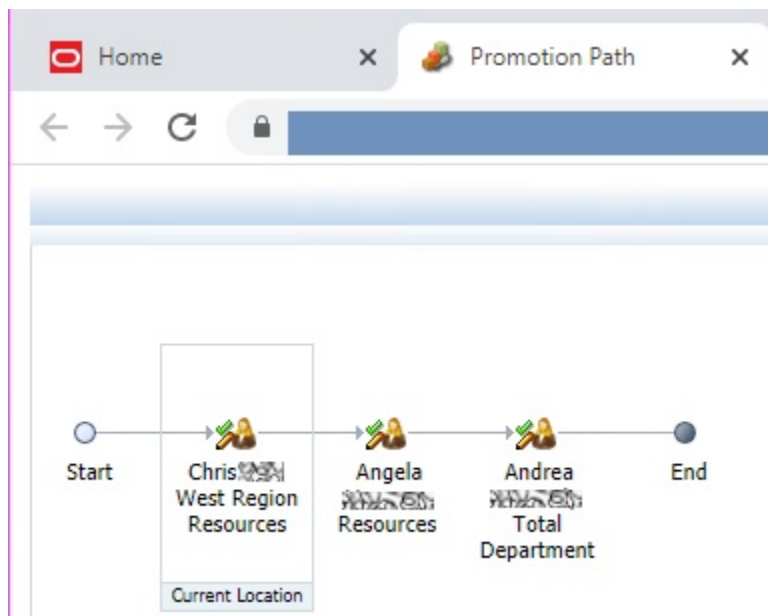 Home
Promotion Path
Start
Chris
West Region
Resources
Current Location
Angela
Resources
Andrea
Total
Department
End